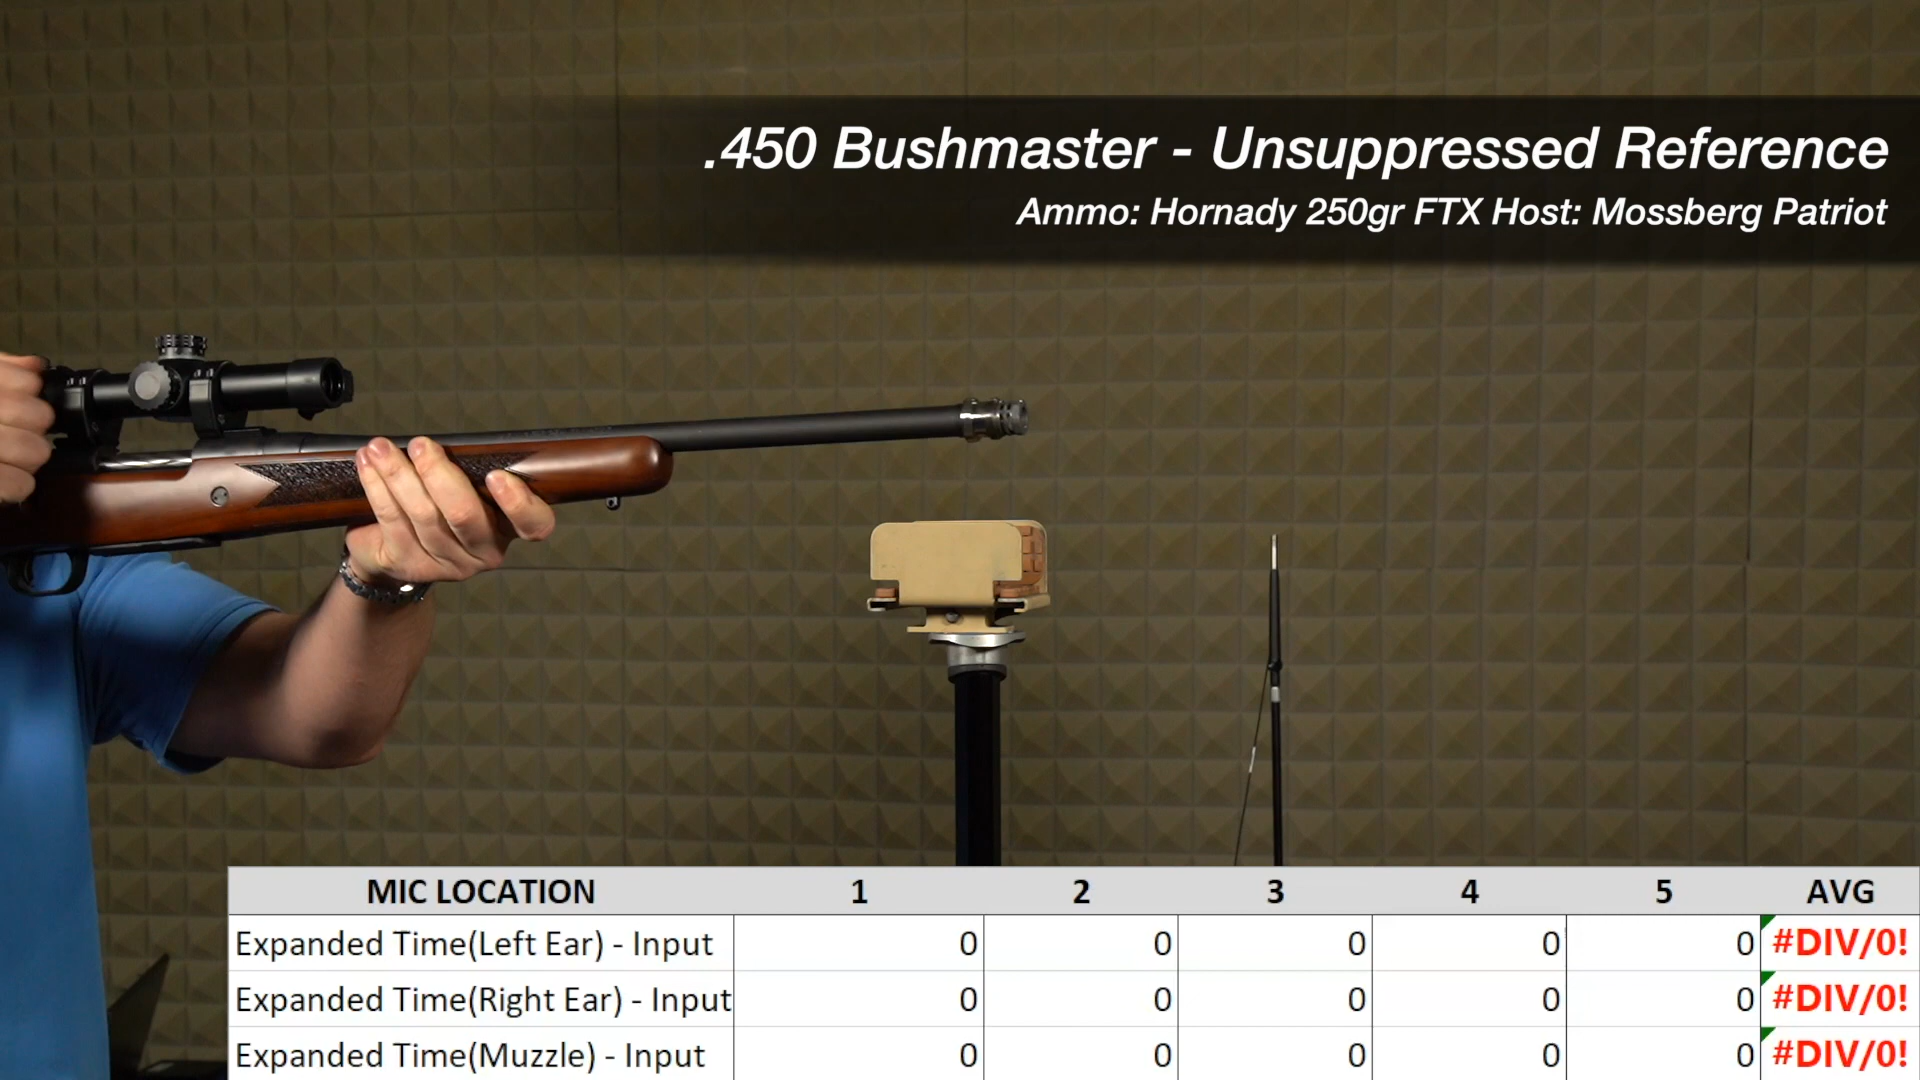 .450 Bushmaster - Unsuppressed Reference
Ammo: Hornady 250gr FTX Host: Mossberg Patriot
MIC LOCATION 1 2 3 4 5 AVG
Expanded Time(Left Ear) - Input 0 0 0 0 0 #DIV/0!
Expanded Time(Right Ear) - Input 0 0 0 0 0 #DIV/0!
Expanded Time(Muzzle) - Input 0 0 0 0 0 #DIV/0!